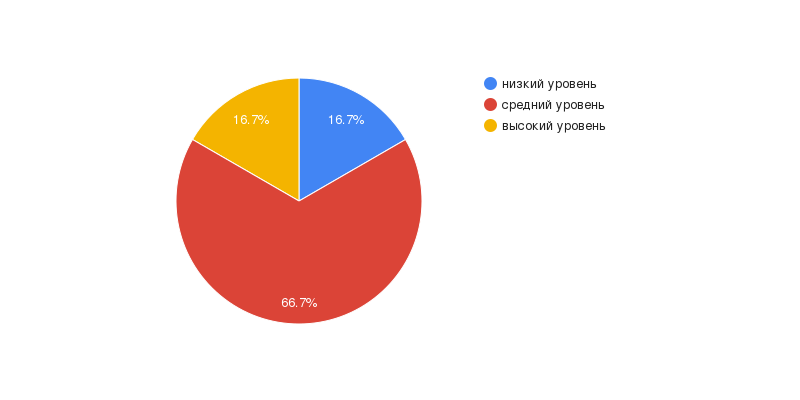 низкий уровень
средний уровень
высокий уровень
16.7%
16.7%
66.7%